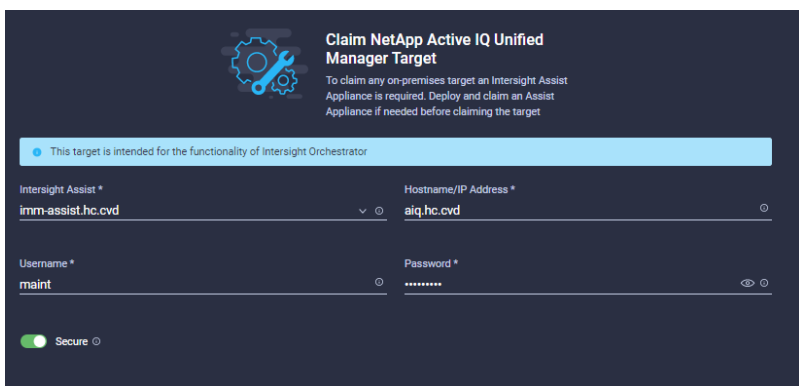 Claim NetApp Active IQ Unified
Manager Target
To claim any on-premises target an Intersight Assist
Appliance is required. Deploy and claim an Assist
Appliance if needed before claiming the target
This target is intended for the functionality of Intersight Orchestrator
Intersight Assist *
imm-assist.hc.cvd
Hostname/IP Address *
aiq.hc.cvd
Username *
maint
Password *
•••••••••
Secure